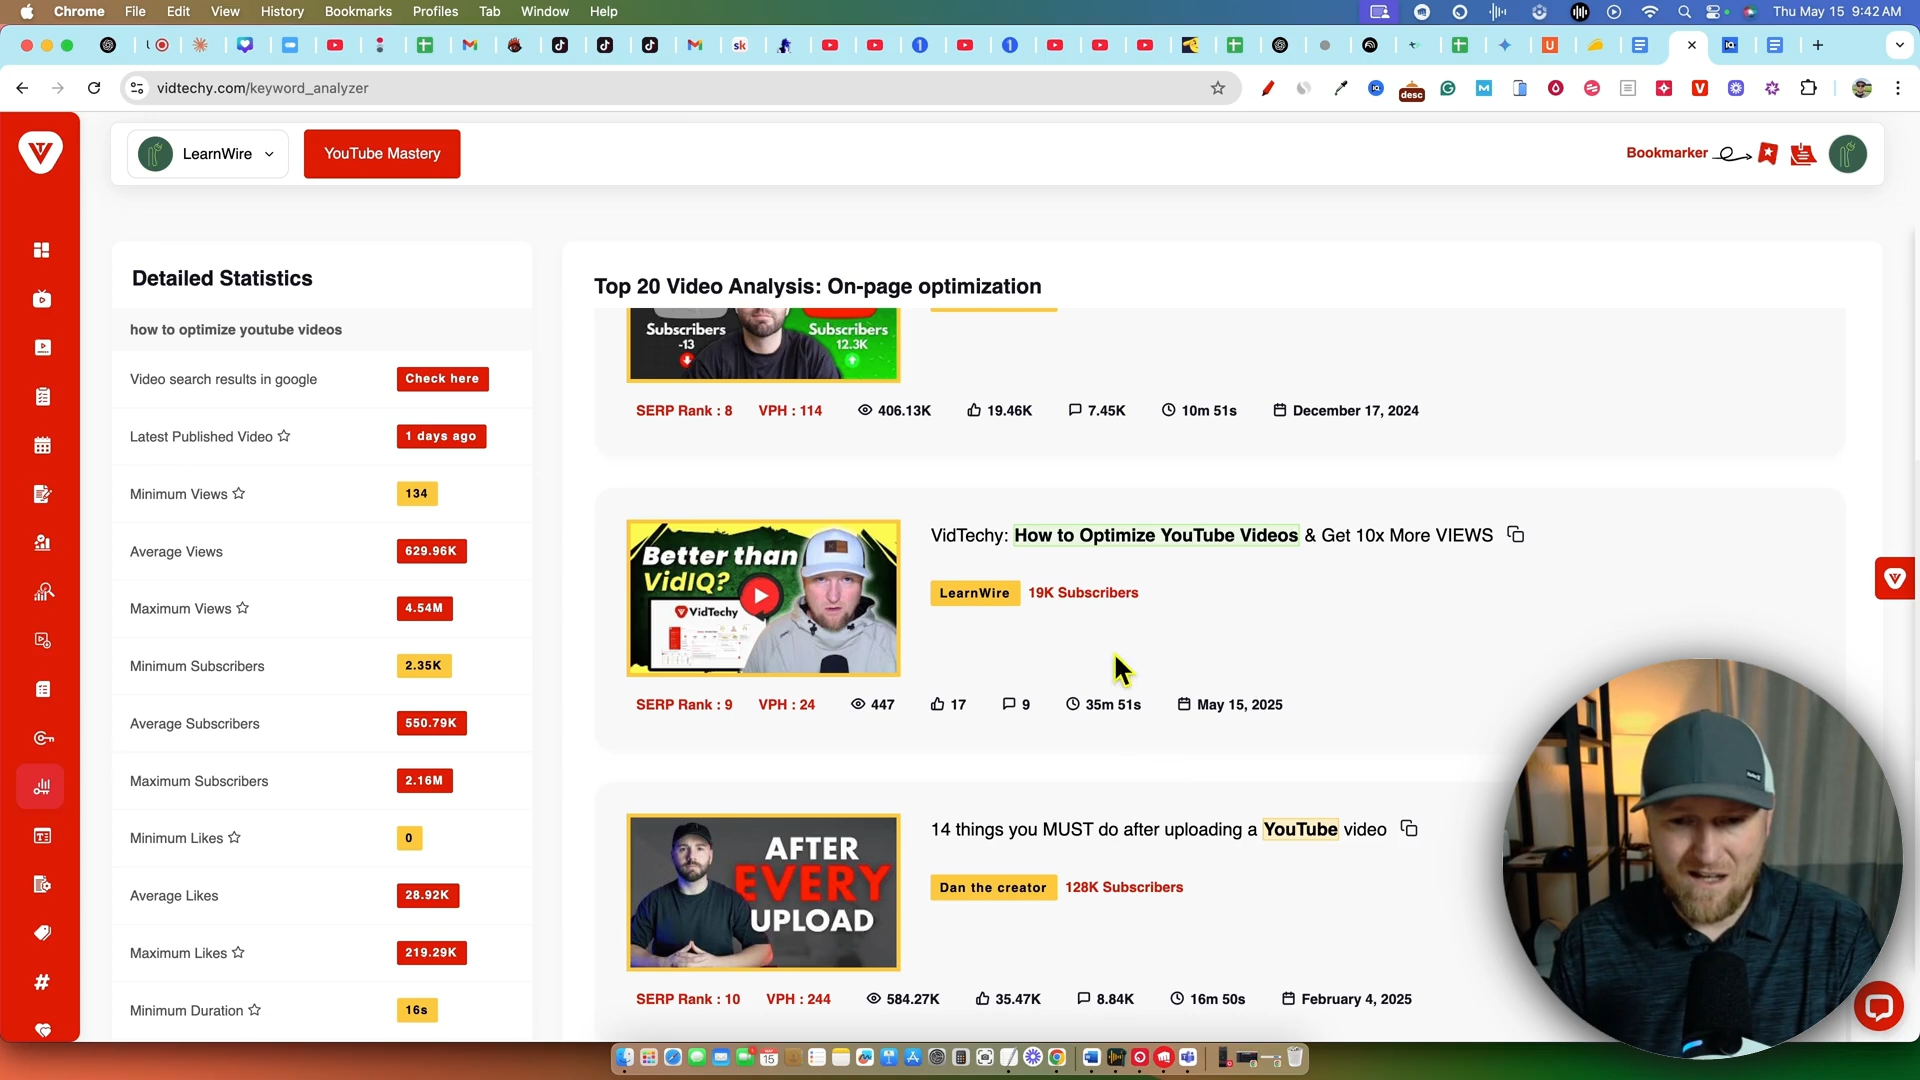 Chrome File Edit View History Bookmarks Profiles Tab Window Help
Thu May 15 9:42 AM
vidtechy.com/keyword_analyzer
desc
LearnWire
YouTube Mastery
Bookmarker
Detailed Statistics
how to optimize youtube videos
Video search results in google Check here
Latest Published Video 1 days ago
Minimum Views 134
Average Views 629.96K
Maximum Views 4.54M
Minimum Subscribers 2.35K
Average Subscribers 550.79K
Maximum Subscribers 2.16M
Minimum Likes 0
Average Likes 28.92K
Maximum Likes 219.29K
Minimum Duration 16s
Top 20 Video Analysis: On-page optimization
Subscribers
-13
Subscribers
12.3K
SERP Rank : 8 VPH : 114 406.13K 19.46K 7.45K 10m 51s December 17, 2024
Better than
VidIQ?
VidTechy
VidTechy: How to Optimize YouTube Videos & Get 10x More VIEWS
LearnWire 19K Subscribers
SERP Rank : 9 VPH : 24 447 17 9 35m 51s May 15, 2025
AFTER
EVERY
UPLOAD
14 things you MUST do after uploading a YouTube video
Dan the creator 128K Subscribers
SERP Rank : 10 VPH : 244 584.27K 35.47K 8.84K 16m 50s February 4, 2025